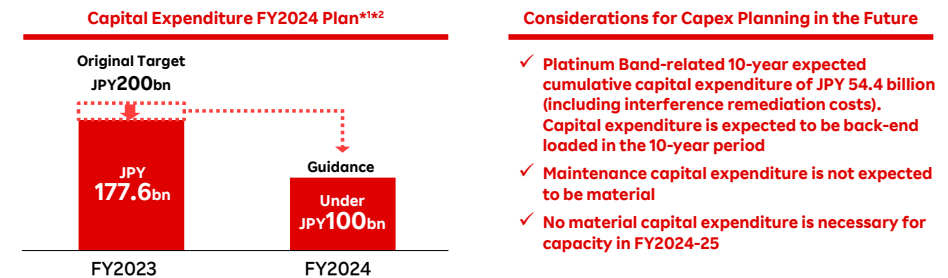 Capital Expenditure FY2024 Plan*1*2
Original Target
JPY200bn
JPY
177.6bn
Guidance
Under
JPY100bn
FY2023
FY2024
Considerations for Capex Planning in the Future
✓ Platinum Band-related 10-year expected
cumulative capital expenditure of JPY 54.4 billion
(including interference remediation costs).
Capital expenditure is expected to be back-end
loaded in the 10-year period
✓ Maintenance capital expenditure is not expected
to be material
✓ No material capital expenditure is necessary for
capacity in FY2024-25